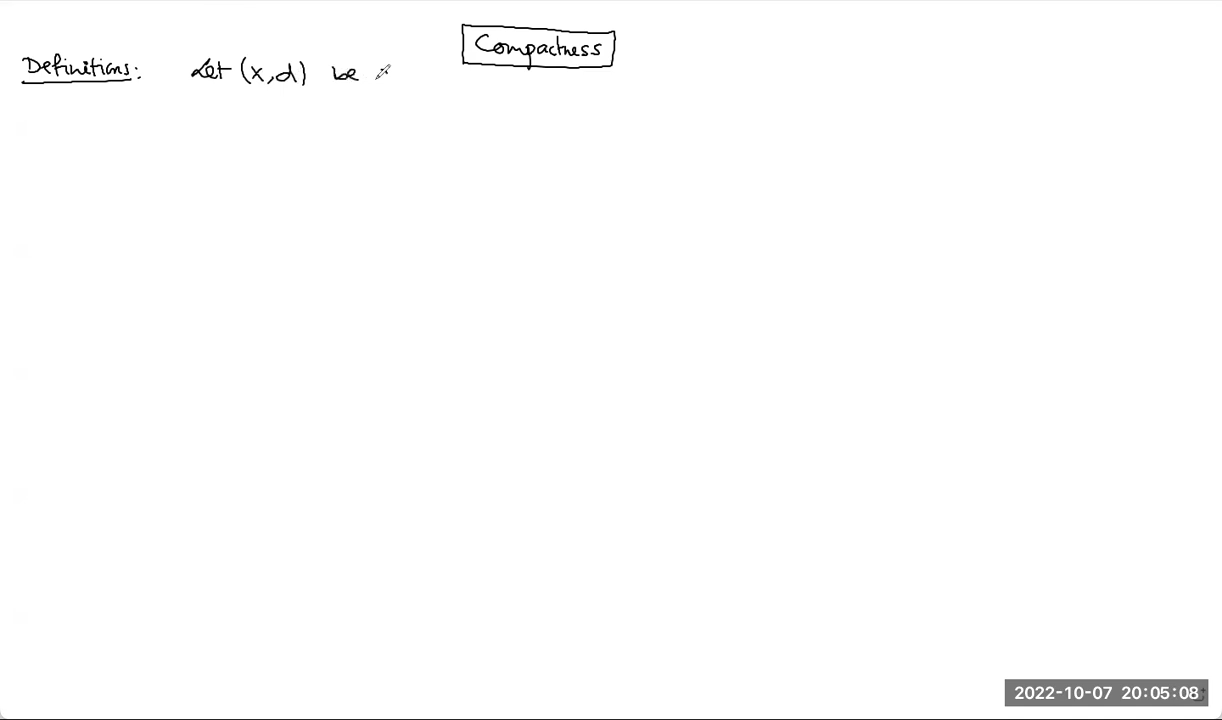 Compactness
Definitions: Let (x,d) be
2022-10-07 20:05:08